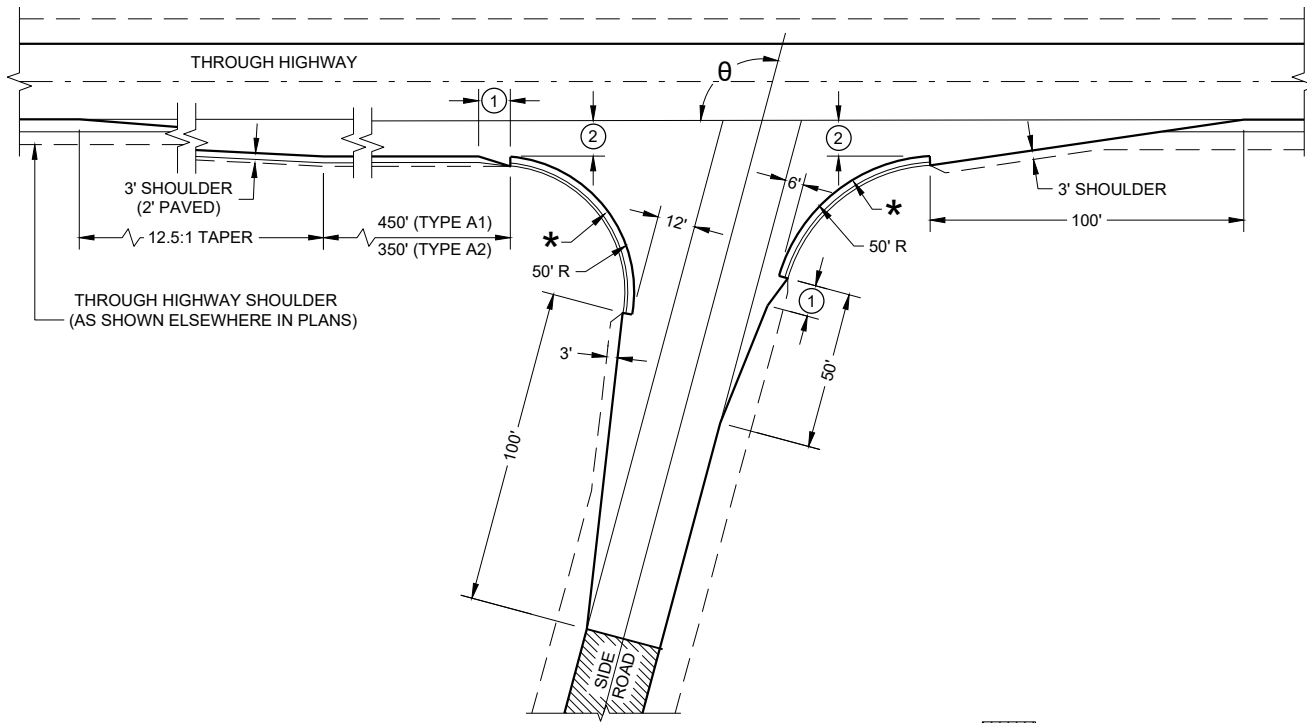 THROUGH HIGHWAY
θ
1
2
2
3' SHOULDER
(2' PAVED)
12.5:1 TAPER
450' (TYPE A1)
350' (TYPE A2)
*
50' R
12'
6'
*
50' R
3' SHOULDER
100'
THROUGH HIGHWAY SHOULDER
(AS SHOWN ELSEWHERE IN PLANS)
1
3'
50'
100'
SIDE
ROAD